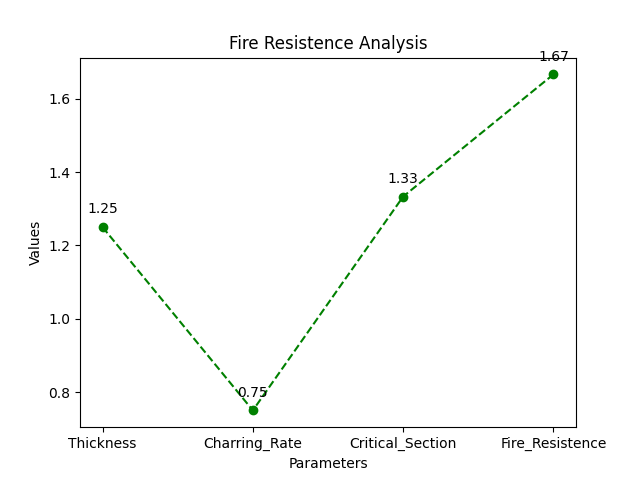 Fire Resistence Analysis
1.67
1.6
1.4
1.33
1.25
1.2
1.0
0.8
0.75
Values
Thickness Charring_Rate Critical_Section Fire_Resistence
Parameters